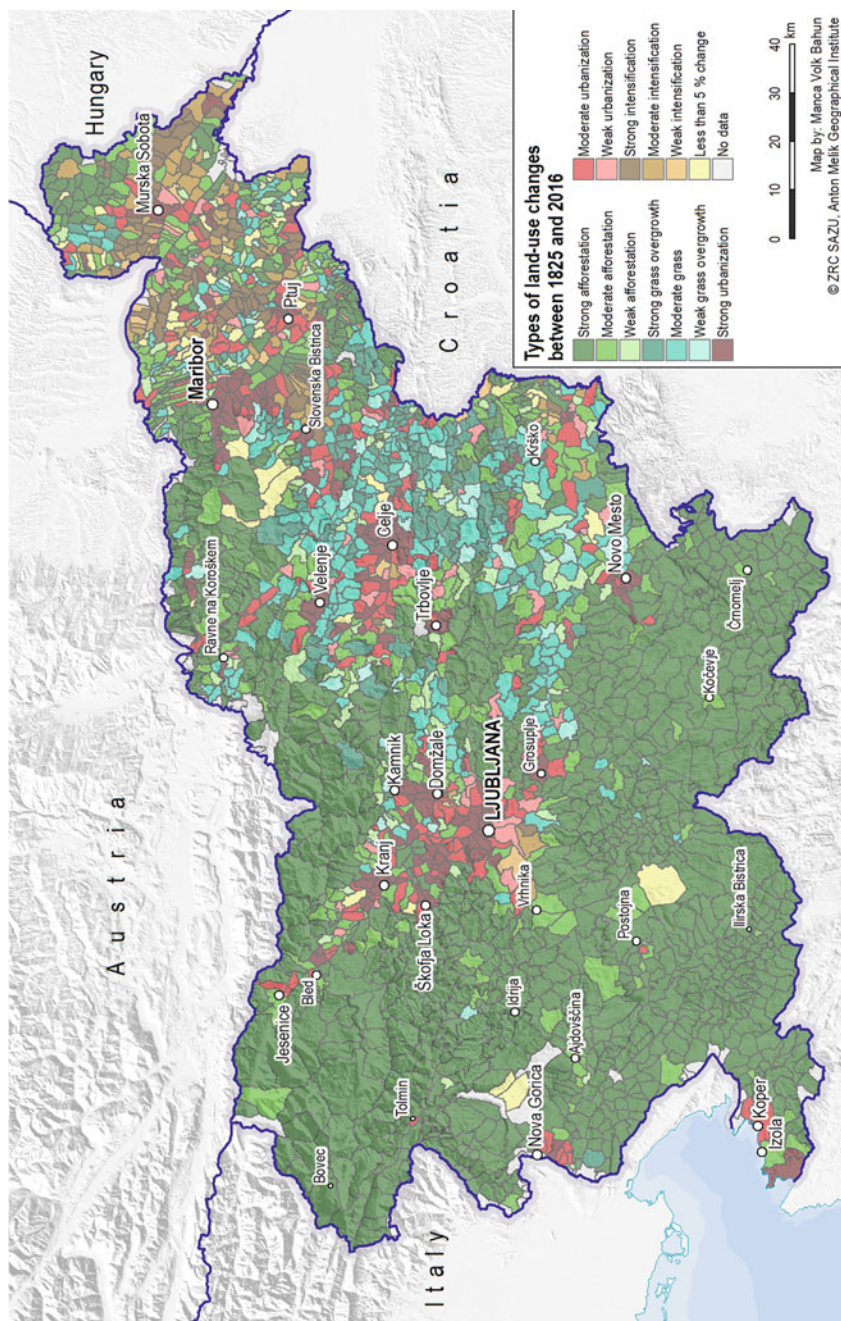 Austria
Hungary
Italy
Croatia
Murska Sobota
Maribor
Ptuj
Slovenska Bistrica
Ravne na Koroškem
Velenje
Celje
Trbovlje
Krško
Novo Mesto
Črnomelj
Kočevje
Jesenice
Bled
Kranj
Kamnik
Škofja Loka
Domžale
LJUBLJANA
Grosuplje
Vrhnika
Bovec
Tolmin
Idrija
Ajdovščina
Nova Gorica
Postojna
Ilirska Bistrica
Koper
Izola
Types of land-use changes
between 1825 and 2016
Strong afforestation
Moderate afforestation
Weak afforestation
Strong grass overgrowth
Moderate grass
Weak grass overgrowth
Strong urbanization
Moderate urbanization
Weak urbanization
Strong intensification
Moderate intensification
Weak intensification
Less than 5 % change
No data
0 10 20 30 40
km
Map by: Manca Volk Bahun
© ZRC SAZU, Anton Melik Geographical Institute